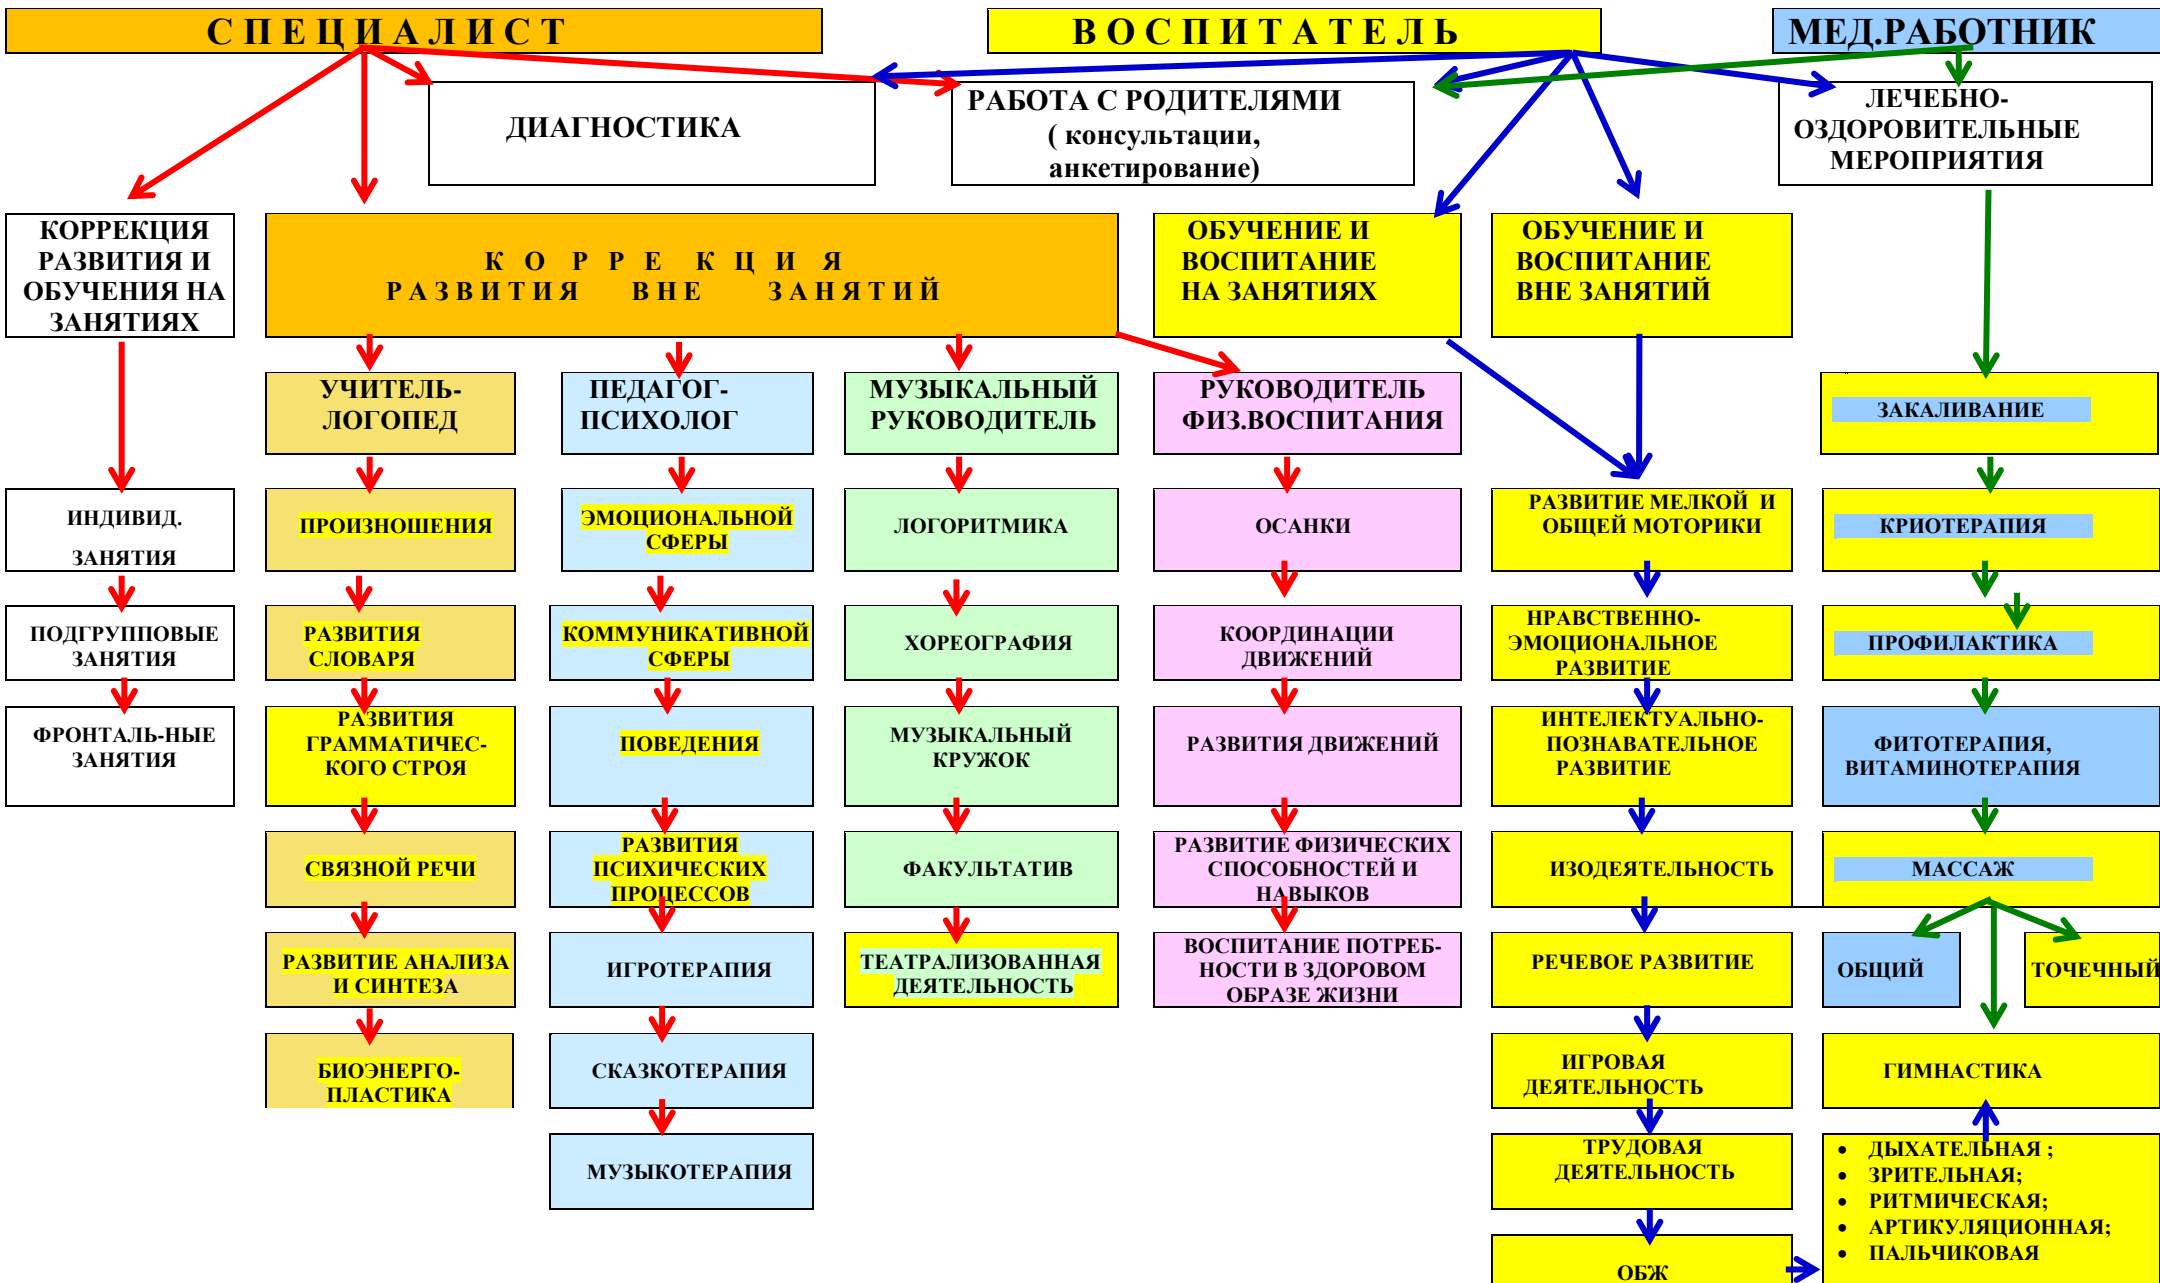 СПЕЦИАЛИСТ
ВОСПИТАТЕЛЬ
МЕД.РАБОТНИК
ДИАГНОСТИКА
РАБОТА С РОДИТЕЛЯМИ
( консультации,
анкетирование)
ЛЕЧЕБНО-
ОЗДОРОВИТЕЛЬНЫЕ
МЕРОПРИЯТИЯ
КОРРЕКЦИЯ
РАЗВИТИЯ И
ОБУЧЕНИЯ НА
ЗАНЯТИЯХ
КОРРЕКЦИЯ
РАЗВИТИЯ ВНЕ ЗАНЯТИЙ
ОБУЧЕНИЕ И
ВОСПИТАНИЕ
НА ЗАНЯТИЯХ
ОБУЧЕНИЕ И
ВОСПИТАНИЕ
ВНЕ ЗАНЯТИЙ
УЧИТЕЛЬ-
ЛОГОПЕД
ПЕДАГОГ-
ПСИХОЛОГ
МУЗЫКАЛЬНЫЙ
РУКОВОДИТЕЛЬ
РУКОВОДИТЕЛЬ
ФИЗ.ВОСПИТАНИЯ
ЗАКАЛИВАНИЕ
ИНДИВИД.
ЗАНЯТИЯ
ПРОИЗНОШЕНИЯ
ЭМОЦИОНАЛЬНОЙ
СФЕРЫ
ЛОГОРИТМИКА
ОСАНКИ
РАЗВИТИЕ МЕЛКОЙ И
ОБЩЕЙ МОТОРИКИ
КРИОТЕРАПИЯ
ПОДГРУППОВЫЕ
ЗАНЯТИЯ
РАЗВИТИЯ
СЛОВАРЯ
КОММУНИКАТИВНОЙ
СФЕРЫ
ХОРЕОГРАФИЯ
КООРДИНАЦИИ
ДВИЖЕНИЙ
НРАВСТВЕННО-
ЭМОЦИОНАЛЬНОЕ
РАЗВИТИЕ
ПРОФИЛАКТИКА
ФРОНТАЛЬ-НЫЕ
ЗАНЯТИЯ
РАЗВИТИЯ
ГРАММАТИЧЕС-
КОГО СТРОЯ
ПОВЕДЕНИЯ
МУЗЫКАЛЬНЫЙ
КРУЖОК
РАЗВИТИЯ ДВИЖЕНИЙ
ИНТЕЛЕКТУАЛЬНО-
ПОЗНАВАТЕЛЬНОЕ
РАЗВИТИЕ
ФИТОТЕРАПИЯ,
ВИТАМИНОТЕРАПИЯ
СВЯЗНОЙ РЕЧИ
РАЗВИТИЯ
ПСИХИЧЕСКИХ
ПРОЦЕССОВ
ФАКУЛЬТАТИВ
РАЗВИТИЕ ФИЗИЧЕСКИХ
СПОСОБНОСТЕЙ И
НАВЫКОВ
ИЗОДЕЯТЕЛЬНОСТЬ
МАССАЖ
РАЗВИТИЕ АНАЛИЗА
И СИНТЕЗА
ИГРОТЕРАПИЯ
ТЕАТРАЛИЗОВАННАЯ
ДЕЯТЕЛЬНОСТЬ
ВОСПИТАНИЕ ПОТРЕБ-
НОСТИ В ЗДОРОВОМ
ОБРАЗЕ ЖИЗНИ
РЕЧЕВОЕ РАЗВИТИЕ
ОБЩИЙ
ТОЧЕЧНЫЙ
БИОЭНЕРГО-
ПЛАСТИКА
СКАЗКОТЕРАПИЯ
ИГРОВАЯ
ДЕЯТЕЛЬНОСТЬ
ГИМНАСТИКА
МУЗЫКОТЕРАПИЯ
ТРУДОВАЯ
ДЕЯТЕЛЬНОСТЬ
• ДЫХАТЕЛЬНАЯ ;
• ЗРИТЕЛЬНАЯ;
• РИТМИЧЕСКАЯ;
• АРТИКУЛЯЦИОННАЯ;
• ПАЛЬЧИКОВАЯ
ОБЖ